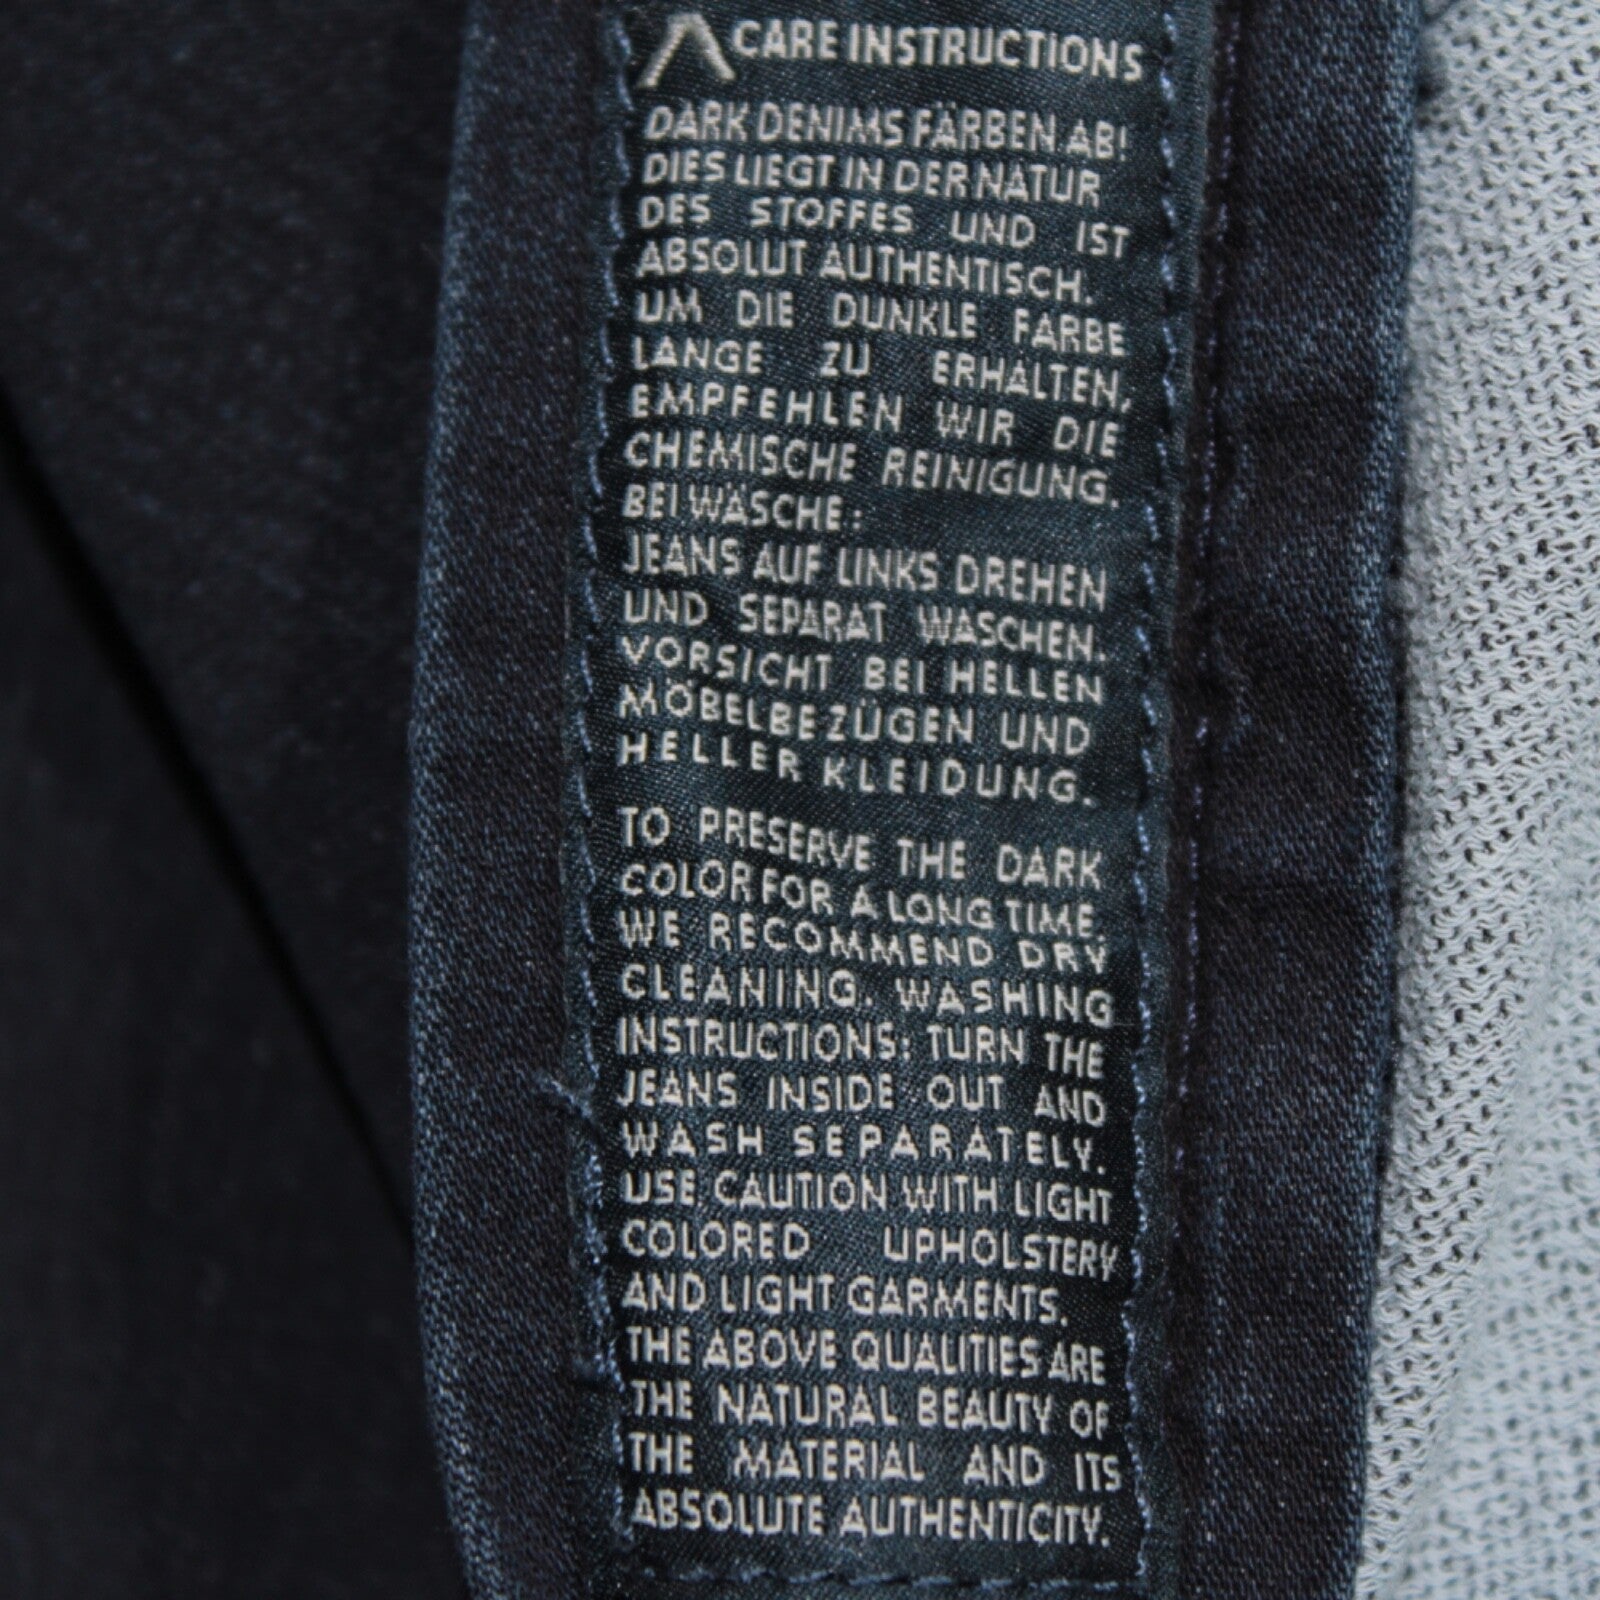 CARE INSTRUCTIONS
DARK DENIMS FÄRBEN AB!
DIES LIEGT IN DER NATUR
DES STOFFES UND IST
ABSOLUT AUTHENTISCH.
UM DIE DUNKLE FARBE
LANGE ZU ERHALTEN,
EMPFEHLEN WIR DIE
CHEMISCHE REINIGUNG.
BEI WÄSCHE:
JEANS AUF LINKS DREHEN
UND SEPARAT WASCHEN.
VORSICHT BEI HELLEN
MÖBELBEZÜGEN UND
HELLER KLEIDUNG.
TO PRESERVE THE DARK
COLOR FOR A LONG TIME
WE RECOMMEND DRY
CLEANING. WASHING
INSTRUCTIONS: TURN THE
JEANS INSIDE OUT AND
WASH SEPARATELY.
USE CAUTION WITH LIGHT
COLORED UPHOLSTERY
AND LIGHT GARMENTS.
THE ABOVE QUALITIES ARE
THE NATURAL BEAUTY OF
THE MATERIAL AND ITS
ABSOLUTE AUTHENTICITY.